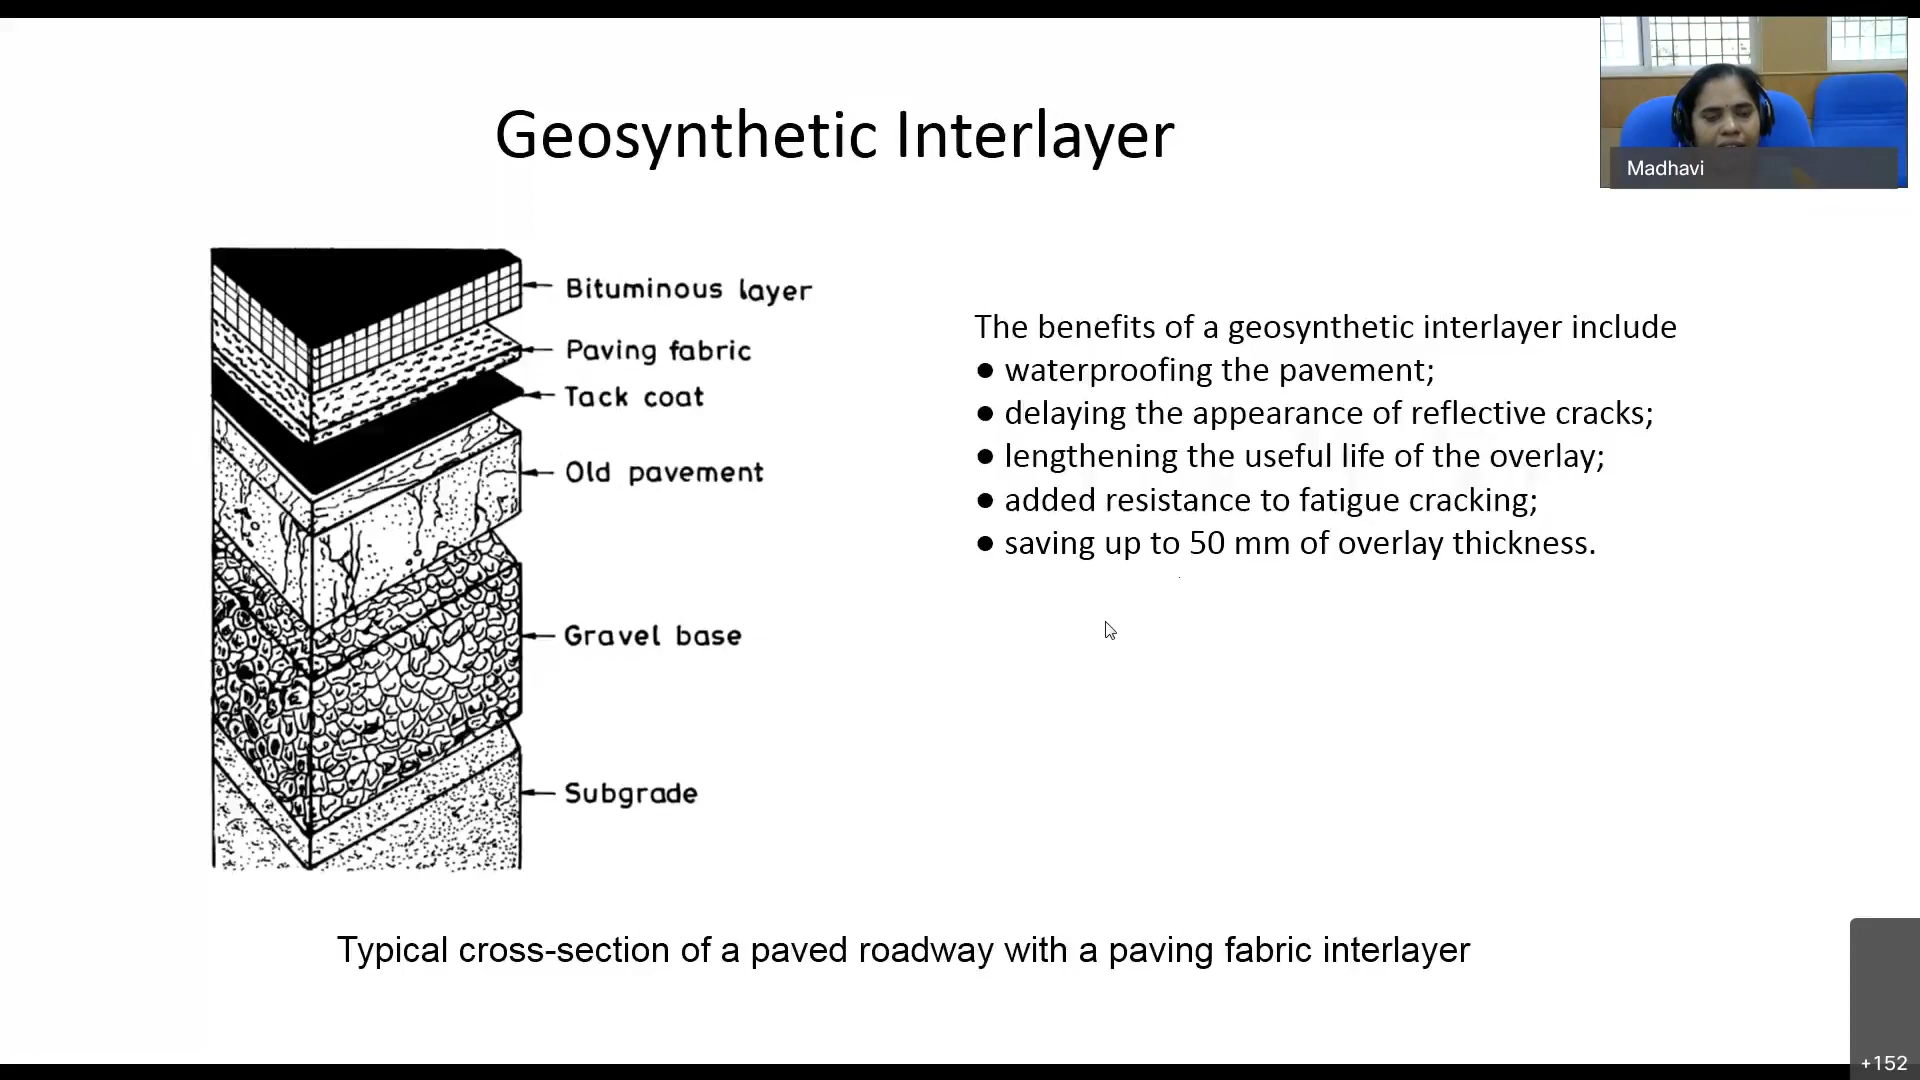 Geosynthetic Interlayer
Madhavi
Bituminous layer
Paving fabric
Tack coat
Old pavement
Gravel base
Subgrade
The benefits of a geosynthetic interlayer include
● waterproofing the pavement;
● delaying the appearance of reflective cracks;
● lengthening the useful life of the overlay;
● added resistance to fatigue cracking;
● saving up to 50 mm of overlay thickness.
Typical cross-section of a paved roadway with a paving fabric interlayer
+152